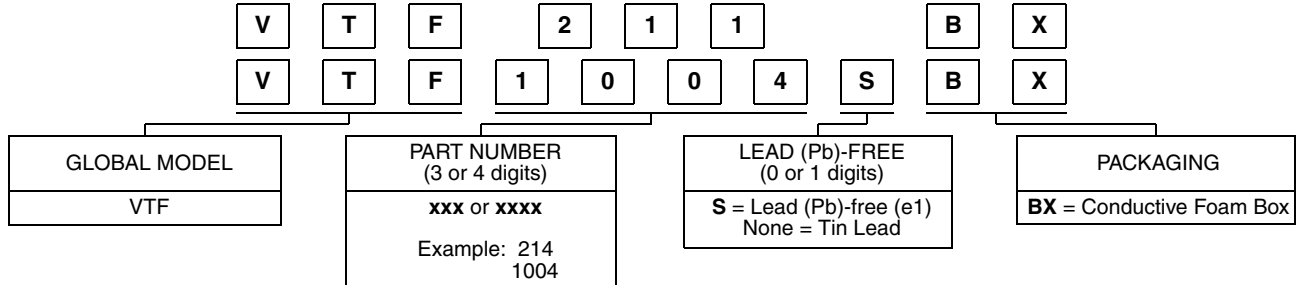 V T F 2 1 1 B X
V T F 1 0 0 4 S B X
GLOBAL MODEL
VTF
PART NUMBER
(3 or 4 digits)
xxx or xxxx
Example: 214
1004
LEAD (Pb)-FREE
(0 or 1 digits)
S = Lead (Pb)-free (e1)
None = Tin Lead
PACKAGING
BX = Conductive Foam Box